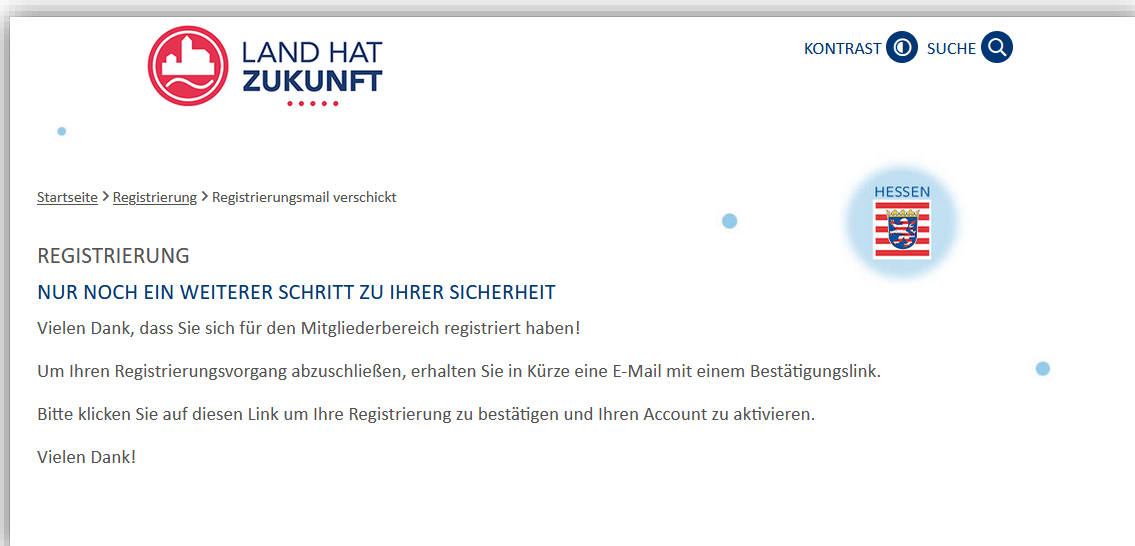 LAND HAT
ZUKUNFT
KONTRAST SUCHE
Startseite > Registrierung > Registrierungsmail verschickt
HESSEN
REGISTRIERUNG
NUR NOCH EIN WEITERER SCHRITT ZU IHRER SICHERHEIT
Vielen Dank, dass Sie sich für den Mitgliederbereich registriert haben!
Um Ihren Registrierungsvorgang abzuschließen, erhalten Sie in Kürze eine E-Mail mit einem Bestätigungslink.
Bitte klicken Sie auf diesen Link um Ihre Registrierung zu bestätigen und Ihren Account zu aktivieren.
Vielen Dank!